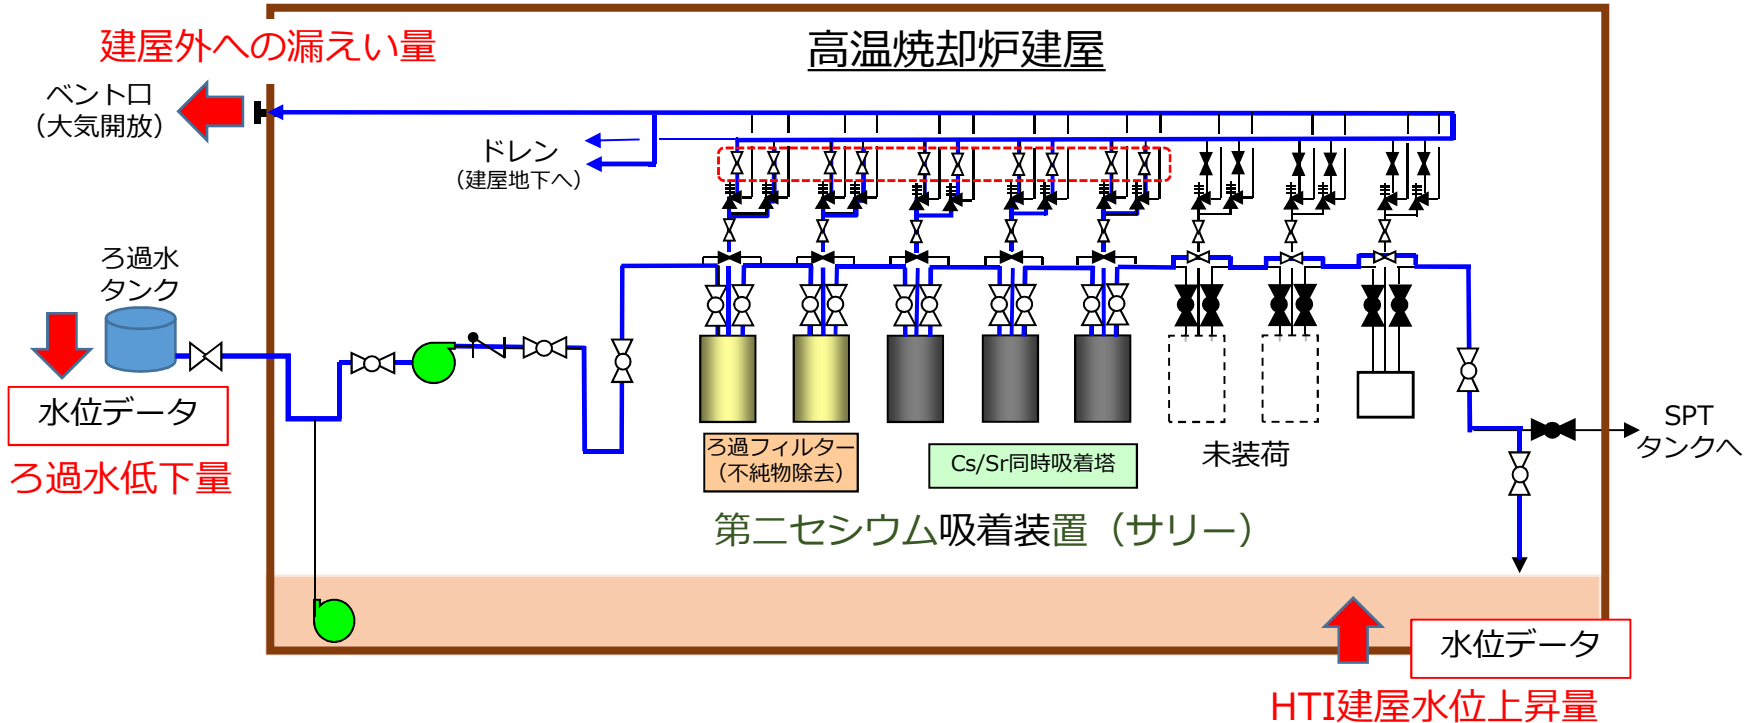 高温焼却炉建屋
建屋外への漏えい量
ベント口
（大気開放）
ドレン
（建屋地下へ）
ろ過水
タンク
水位データ
ろ過水低下量
ろ過フィルター
（不純物除去）
Cs/Sr同時吸着塔
未装荷
SPT
タンクへ
第二セシウム吸着装置（サリー）
水位データ
HTI建屋水位上昇量